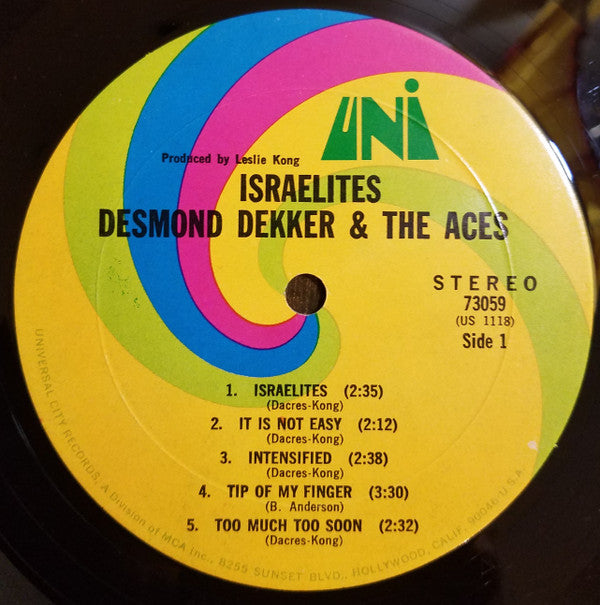 UNI
Produced by Leslie Kong
ISRAELITES
DESMOND DEKKER & THE ACES
STEREO
73059
(US 1118)
Side 1
1. ISRAELITES (2:35)
(Dacres-Kong)
2. IT IS NOT EASY (2:12)
(Dacres-Kong)
3. INTENSIFIED (2:38)
(Dacres-Kong)
4. TIP OF MY FINGER (3:30)
(B. Anderson)
5. TOO MUCH TOO SOON (2:32)
(Dacres-Kong)
UNIVERSAL CITY RECORDS, A Division of MCA Inc., 8255 SUNSET BLVD., HOLLYWOOD, CALIF. 90046/U.S.A.